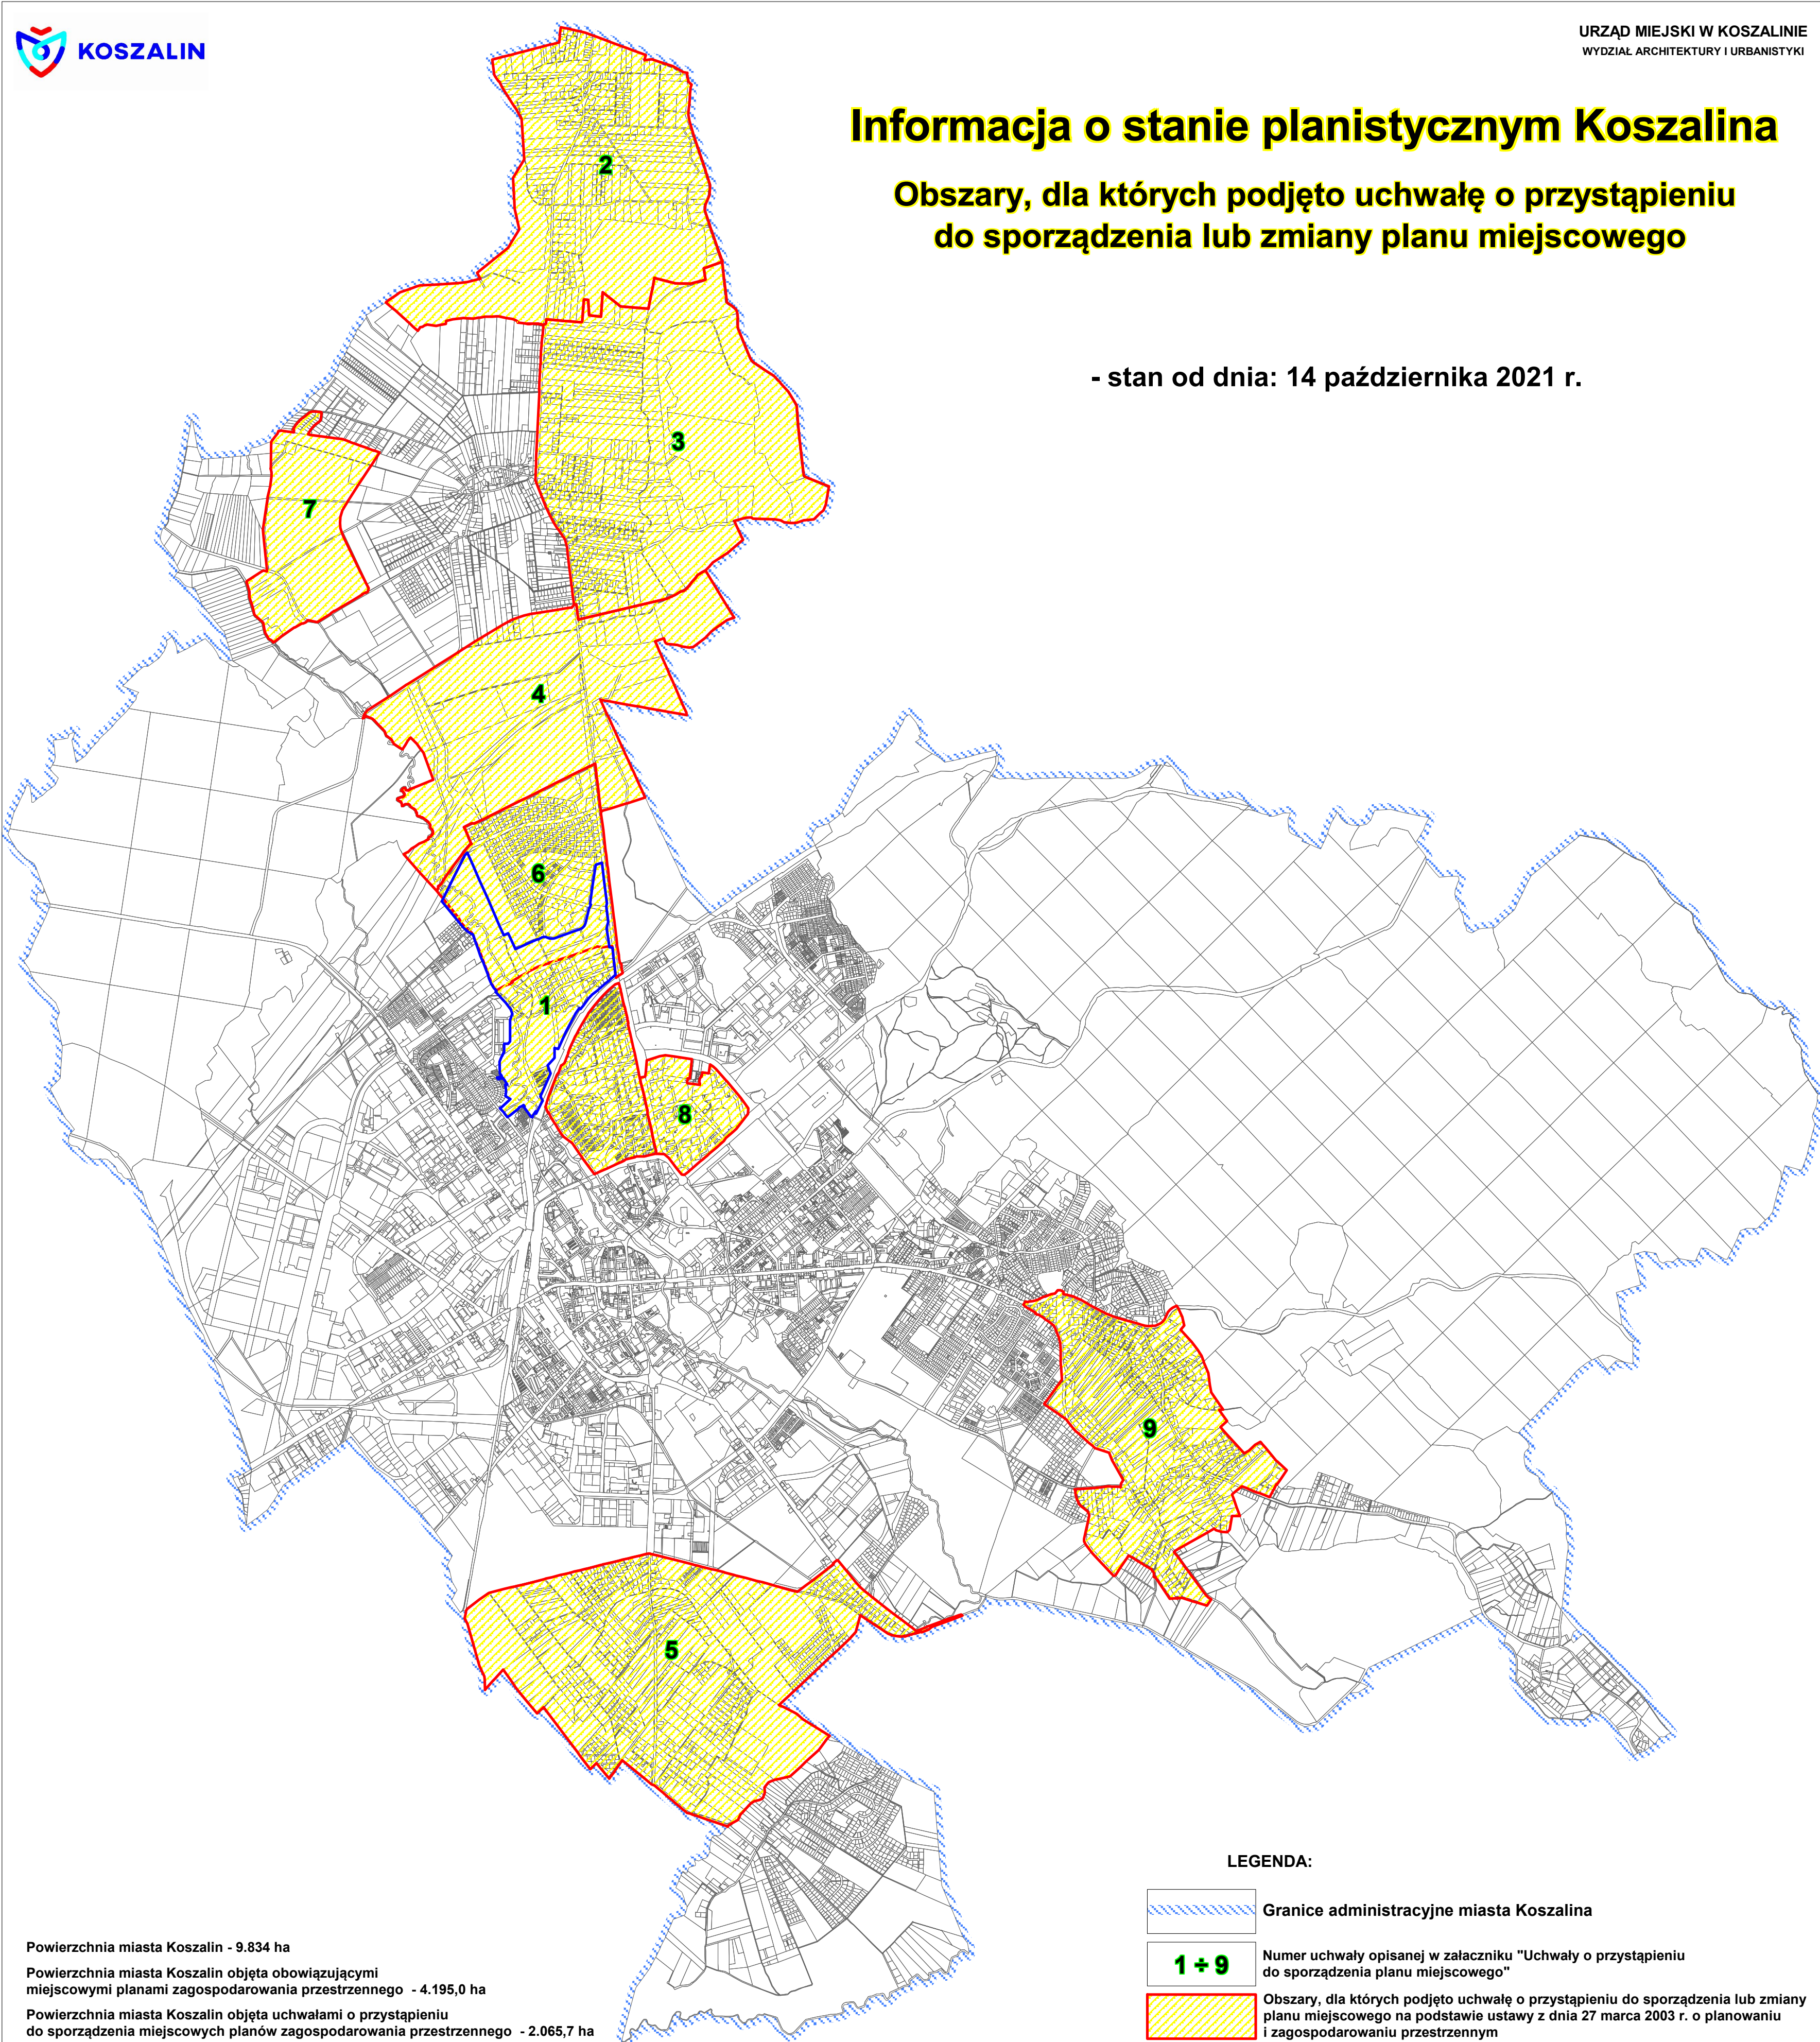 KOSZALIN
URZĄD MIEJSKI W KOSZALINIE
WYDZIAŁ ARCHITEKTURY I URBANISTYKI
Informacja o stanie planistycznym Koszalina
Obszary, dla których podjęto uchwałę o przystąpieniu
do sporządzenia lub zmiany planu miejscowego
- stan od dnia: 14 października 2021 r.
2
3
7
4
6
1
8
9
5
LEGENDA:
Granice administracyjne miasta Koszalina
1 ÷ 9
Numer uchwały opisanej w załaczniku "Uchwały o przystąpieniu
do sporządzenia planu miejscowego"
Obszary, dla których podjęto uchwałę o przystąpieniu do sporządzenia lub zmiany
planu miejscowego na podstawie ustawy z dnia 27 marca 2003 r. o planowaniu
i zagospodarowaniu przestrzennym
Powierzchnia miasta Koszalin - 9.834 ha
Powierzchnia miasta Koszalin objęta obowiązującymi
miejscowymi planami zagospodarowania przestrzennego - 4.195,0 ha
Powierzchnia miasta Koszalin objęta uchwałami o przystąpieniu
do sporządzenia miejscowych planów zagospodarowania przestrzennego - 2.065,7 ha